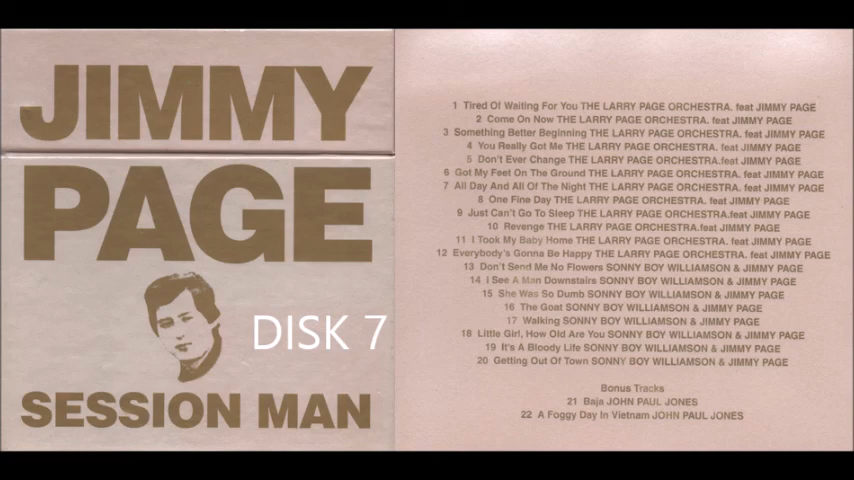 JIMMY
PAGE
DISK 7
SESSION MAN
1 Tired Of Waiting For You THE LARRY PAGE ORCHESTRA. feat JIMMY PAGE
2 Come On Now THE LARRY PAGE ORCHESTRA. feat JIMMY PAGE
3 Something Better Beginning THE LARRY PAGE ORCHESTRA. feat JIMMY PAGE
4 You Really Got Me THE LARRY PAGE ORCHESTRA. feat JIMMY PAGE
5 Don't Ever Change THE LARRY PAGE ORCHESTRA.feat JIMMY PAGE
6 Got My Feet On The Ground THE LARRY PAGE ORCHESTRA. feat JIMMY PAGE
7 All Day And All Of The Night THE LARRY PAGE ORCHESTRA. feat JIMMY PAGE
8 One Fine Day THE LARRY PAGE ORCHESTRA. feat JIMMY PAGE
9 Just Can't Go To Sleep THE LARRY PAGE ORCHESTRA.feat JIMMY PAGE
10 Revenge THE LARRY PAGE ORCHESTRA.feat JIMMY PAGE
11 I Took My Baby Home THE LARRY PAGE ORCHESTRA. feat JIMMY PAGE
12 Everybody's Gonna Be Happy THE LARRY PAGE ORCHESTRA. feat JIMMY PAGE
13 Don't Send Me No Flowers SONNY BOY WILLIAMSON & JIMMY PAGE
14 I See A Man Downstairs SONNY BOY WILLIAMSON & JIMMY PAGE
15 She Was So Dumb SONNY BOY WILLIAMSON & JIMMY PAGE
16 The Goat SONNY BOY WILLIAMSON & JIMMY PAGE
17 Walking SONNY BOY WILLIAMSON & JIMMY PAGE
18 Little Girl, How Old Are You SONNY BOY WILLIAMSON & JIMMY PAGE
19 It's A Bloody Life SONNY BOY WILLIAMSON & JIMMY PAGE
20 Getting Out Of Town SONNY BOY WILLIAMSON & JIMMY PAGE
Bonus Tracks
21 Baja JOHN PAUL JONES
22 A Foggy Day In Vietnam JOHN PAUL JONES